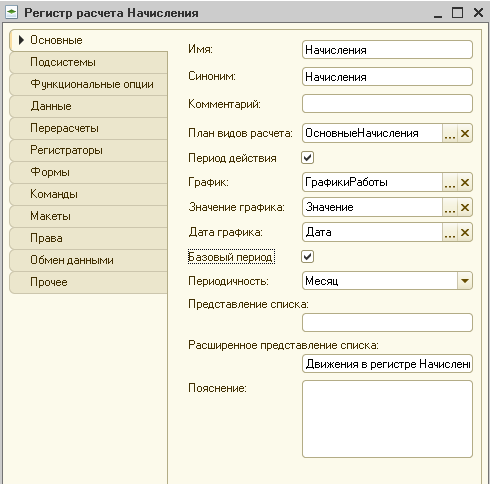 Регистр расчета Начисления
Основные
Подсистемы
Функциональные опции
Данные
Перерасчеты
Регистраторы
Формы
Команды
Макеты
Права
Обмен данными
Прочее
Имя: Начисления
Синоним: Начисления
Комментарий:
План видов расчета: ОсновныеНачисления ...
Период действия
График: ГрафикиРаботы ...
Значение графика: Значение ...
Дата графика: Дата ...
Базовый период
Периодичность: Месяц
Представление списка:
Расширенное представление списка:
Движения в регистре Начислен
Пояснение: